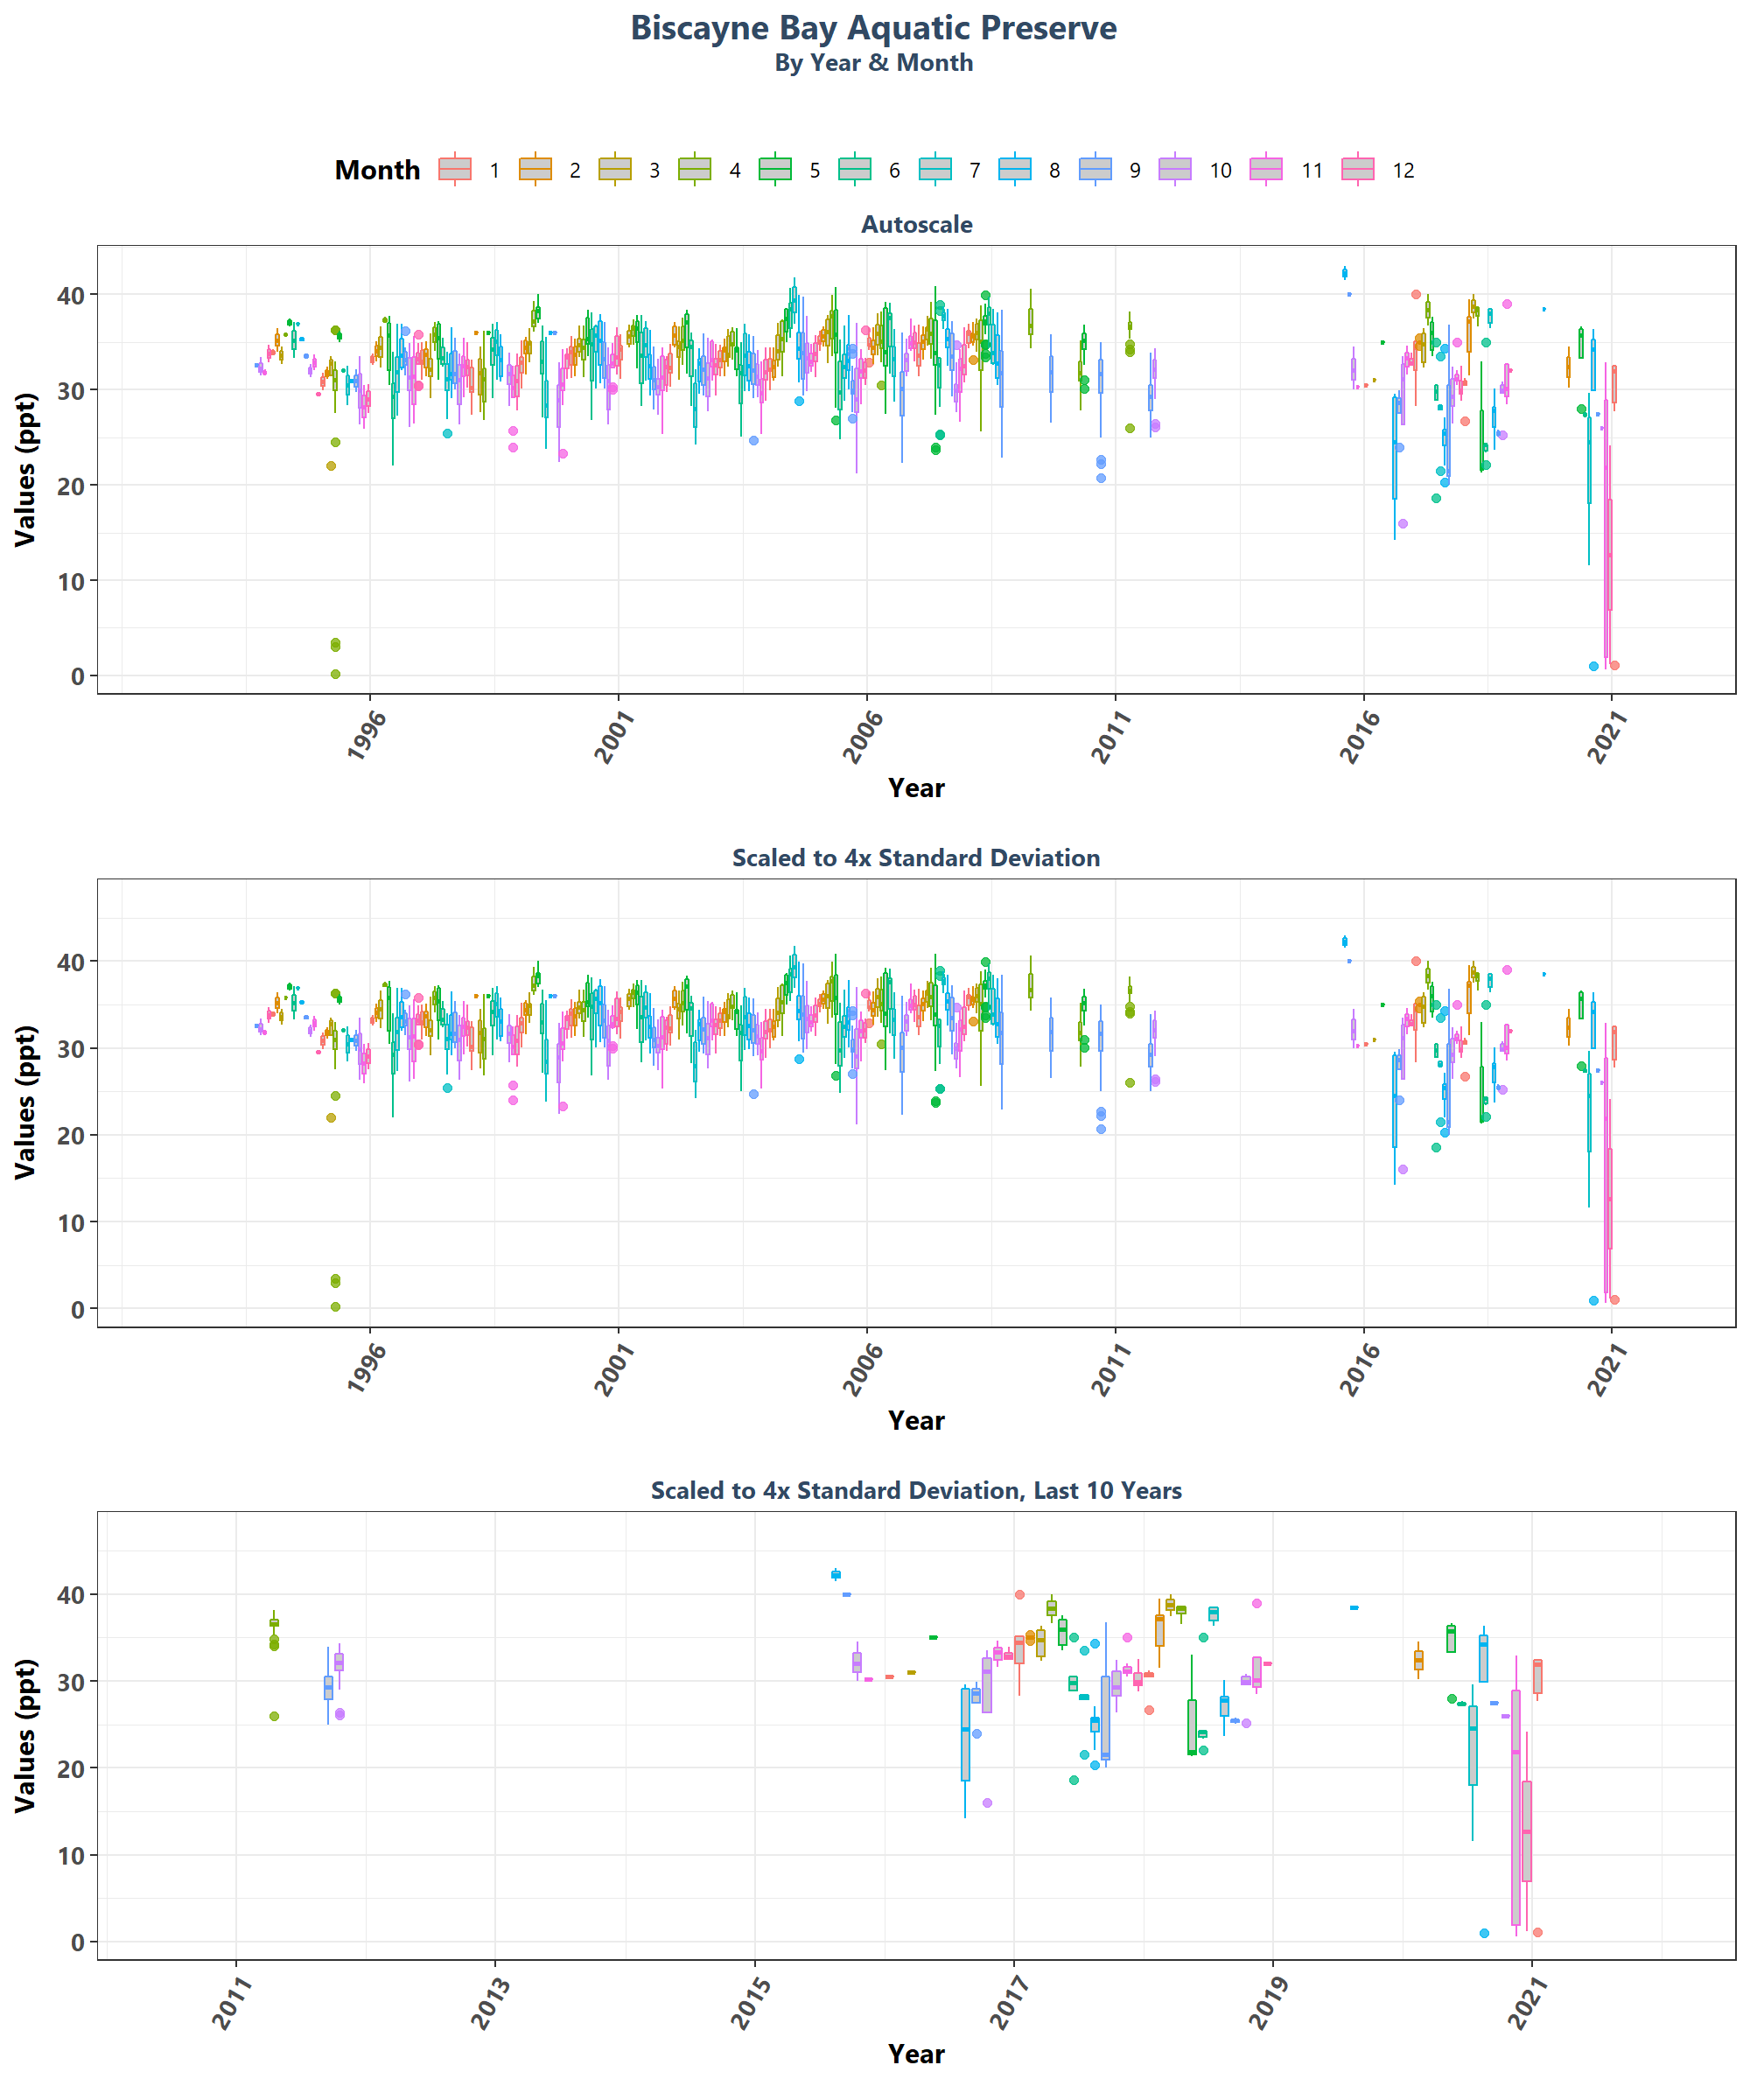 Biscayne Bay Aquatic Preserve
By Year & Month
Month 1 2 3 4 5 6 7 8 9 10 11 12
Autoscale
Values (ppt)
40
30
20
10
0
1996 2001 2006 2011 2016 2021
Year
Scaled to 4x Standard Deviation
Values (ppt)
40
30
20
10
0
1996 2001 2006 2011 2016 2021
Year
Scaled to 4x Standard Deviation, Last 10 Years
Values (ppt)
40
30
20
10
0
2011 2013 2015 2017 2019 2021
Year